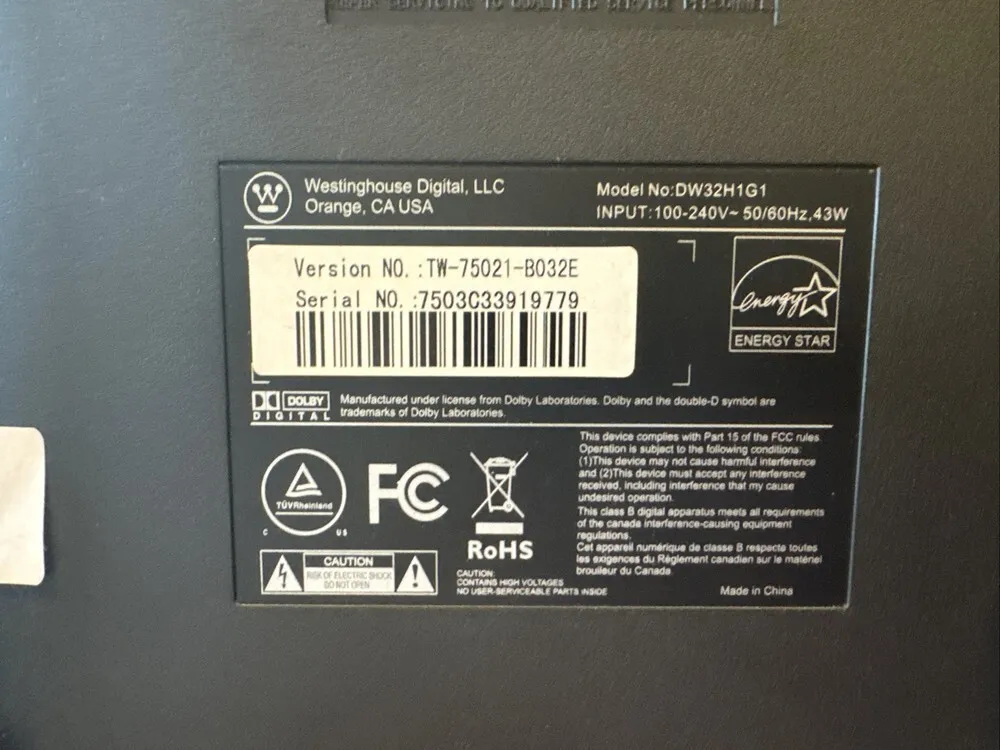 REFER SERVICING TO QUALIFIED SERVICE PERSONNEL
Westinghouse Digital, LLC
Orange, CA USA
Model No:DW32H1G1
INPUT:100-240V~ 50/60Hz,43W
Version NO.:TW-75021-B032E
Serial NO.:7503C33919779
energy
ENERGY STAR
DOLBY
DIGITAL
Manufactured under license from Dolby Laboratories. Dolby and the double-D symbol are
trademarks of Dolby Laboratories.
TÜVRheinland
C US
FC
RoHS
CAUTION
RISK OF ELECTRIC SHOCK
DO NOT OPEN
CAUTION:
CONTAINS HIGH VOLTAGES
NO USER-SERVICEABLE PARTS INSIDE
This device complies with Part 15 of the FCC rules.
Operation is subject to the following conditions:
(1)This device may not cause harmful interference
and (2)This device must accept any interference
received, including interference that my cause
undesired operation.
This class B digital apparatus meets all requirements
of the canada interference-causing equipment
regulations.
Cet appareil numérique de classe B respecte toutes
les exigences du Règlement canadien sur le matériel
brouilleur du Canada.
Made in China